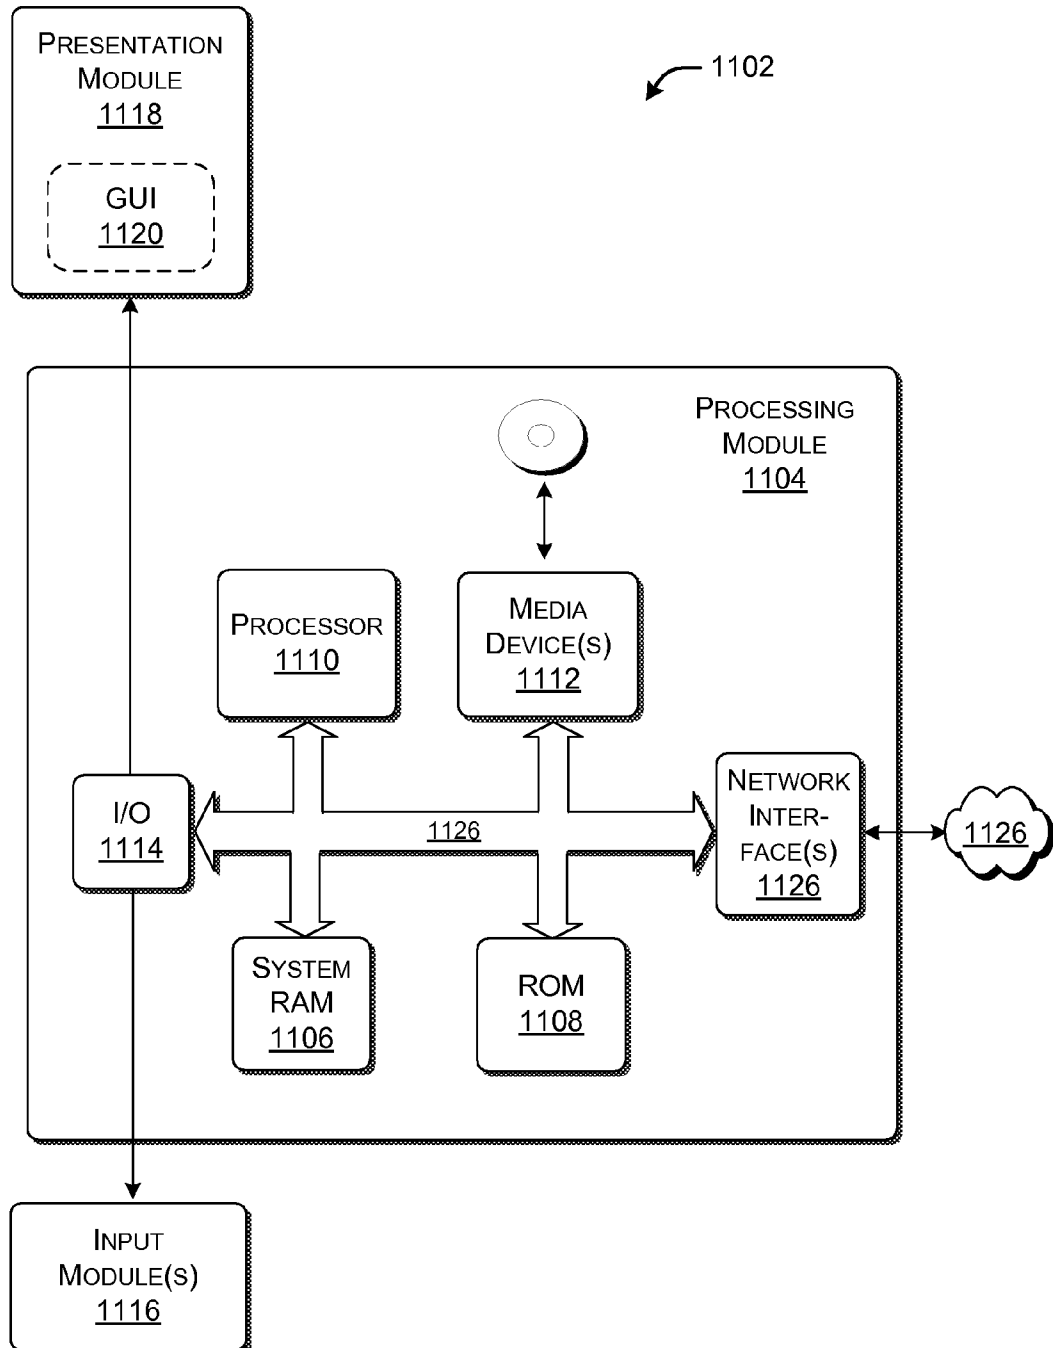 PRESENTATION
MODULE
1118
GUI
1120
1102
PROCESSING
MODULE
1104
PROCESSOR
1110
MEDIA
DEVICE(S)
1112
I/O
1114
1126
NETWORK
INTER-
FACE(S)
1126
1126
SYSTEM
RAM
1106
ROM
1108
INPUT
MODULE(S)
1116